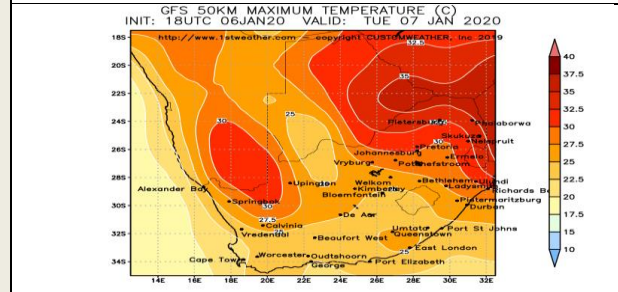 GFS 50KM MAXIMUM TEMPERATURE (C)
INIT: 18UTC 06JAN20 VALID: TUE 07 JAN 2020
http://www.1stweather.com - copyright CUSTOMWEATHER, Inc 2019
18S
32.5
40
20S
37.5
35
35
22S
32.5
25
30
24S
Pietersburg
Phalaborwa
30
27.5
Skukuza
30
Nelspruit
25
26S
Pretoria
Johannesburg
Ermelo
22.5
Vryburg
Potchefstroom
20
28S
Bethlehem
Ulundi
Alexander Bay
Upington
Welkom
Kimberley
Ladysmith
17.5
Bloemfontein
Richards B
15
30S
Springbok
30
Pietermaritzburg
Durban
10
De Aar
27.5
Calvinia
Umtata
Port St Johns
32S
Vredendal
Beaufort West
Queenstown
25
East London
34S
Cape Town
Worcester
Oudtshoorn
George
Port Elizabeth
14E 16E 18E 20E 22E 24E 26E 28E 30E 32E